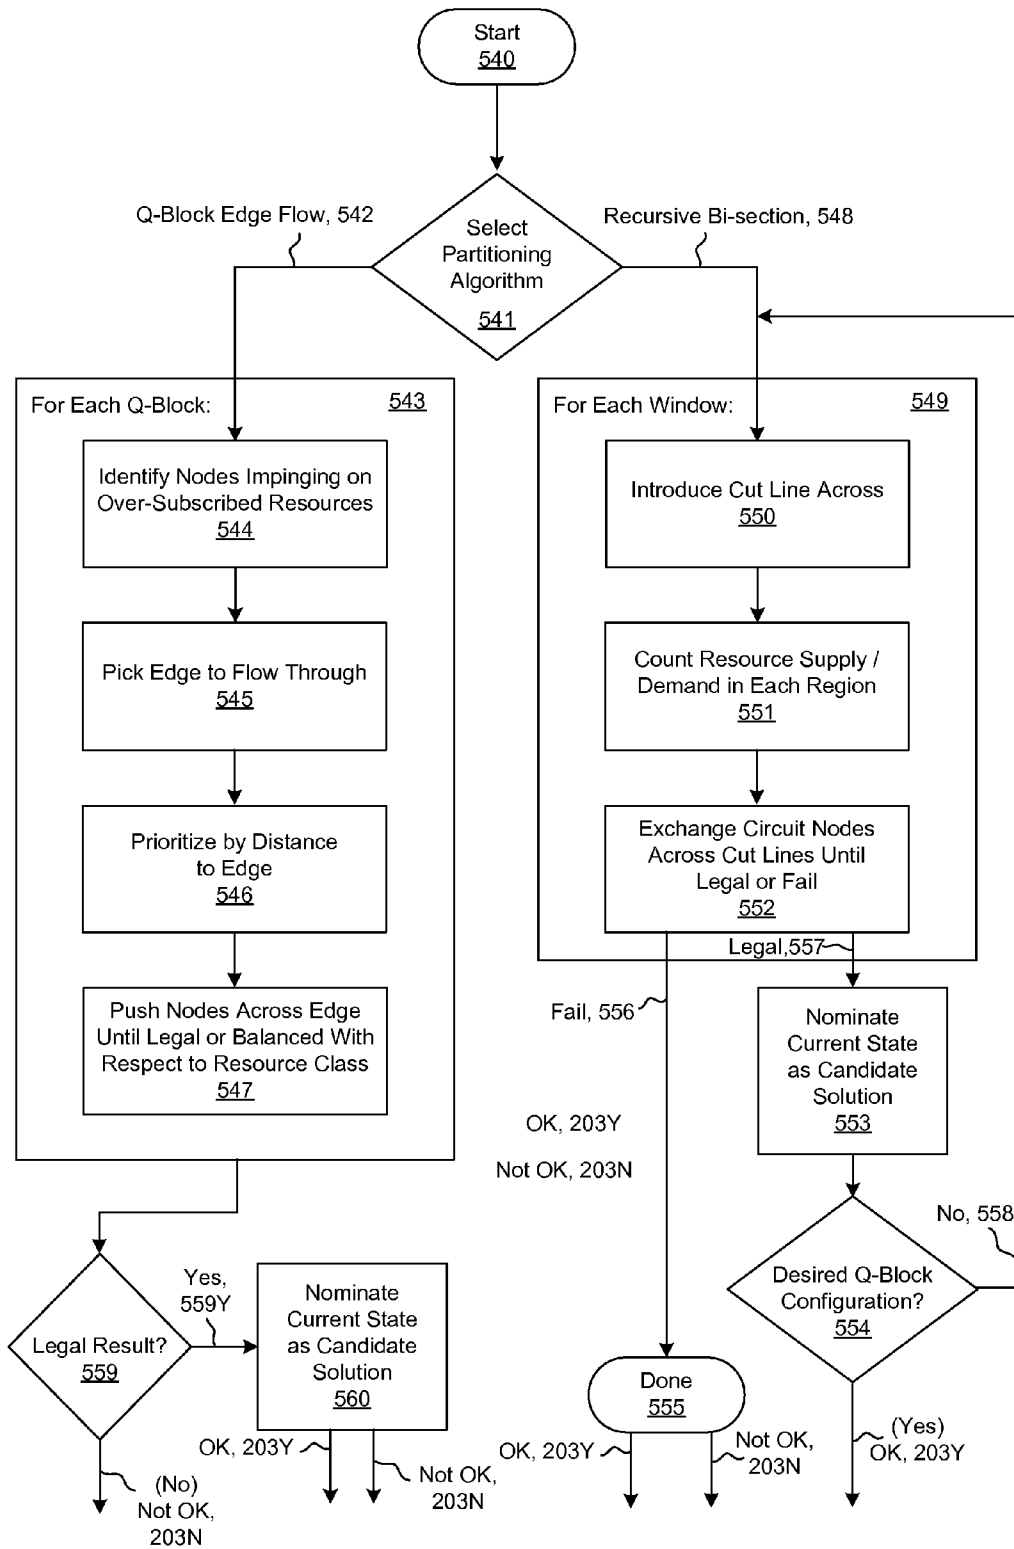 Start
540
Q-Block Edge Flow, 542
Recursive Bi-section, 548
Select
Partitioning
Algorithm
541
For Each Q-Block:
543
Identify Nodes Impinging on
Over-Subscribed Resources
544
Pick Edge to Flow Through
545
Prioritize by Distance
to Edge
546
Push Nodes Across Edge
Until Legal or Balanced With
Respect to Resource Class
547
For Each Window:
549
Introduce Cut Line Across
550
Count Resource Supply /
Demand in Each Region
551
Exchange Circuit Nodes
Across Cut Lines Until
Legal or Fail
552
Legal,557
Fail, 556
Nominate
Current State
as Candidate
Solution
553
OK, 203Y
Not OK, 203N
No, 558
Desired Q-Block
Configuration?
554
Legal Result?
559
Yes,
559Y
Nominate
Current State
as Candidate
Solution
560
Done
555
(No)
Not OK,
203N
OK, 203Y
Not OK,
203N
OK, 203Y
Not OK,
203N
(Yes)
OK, 203Y